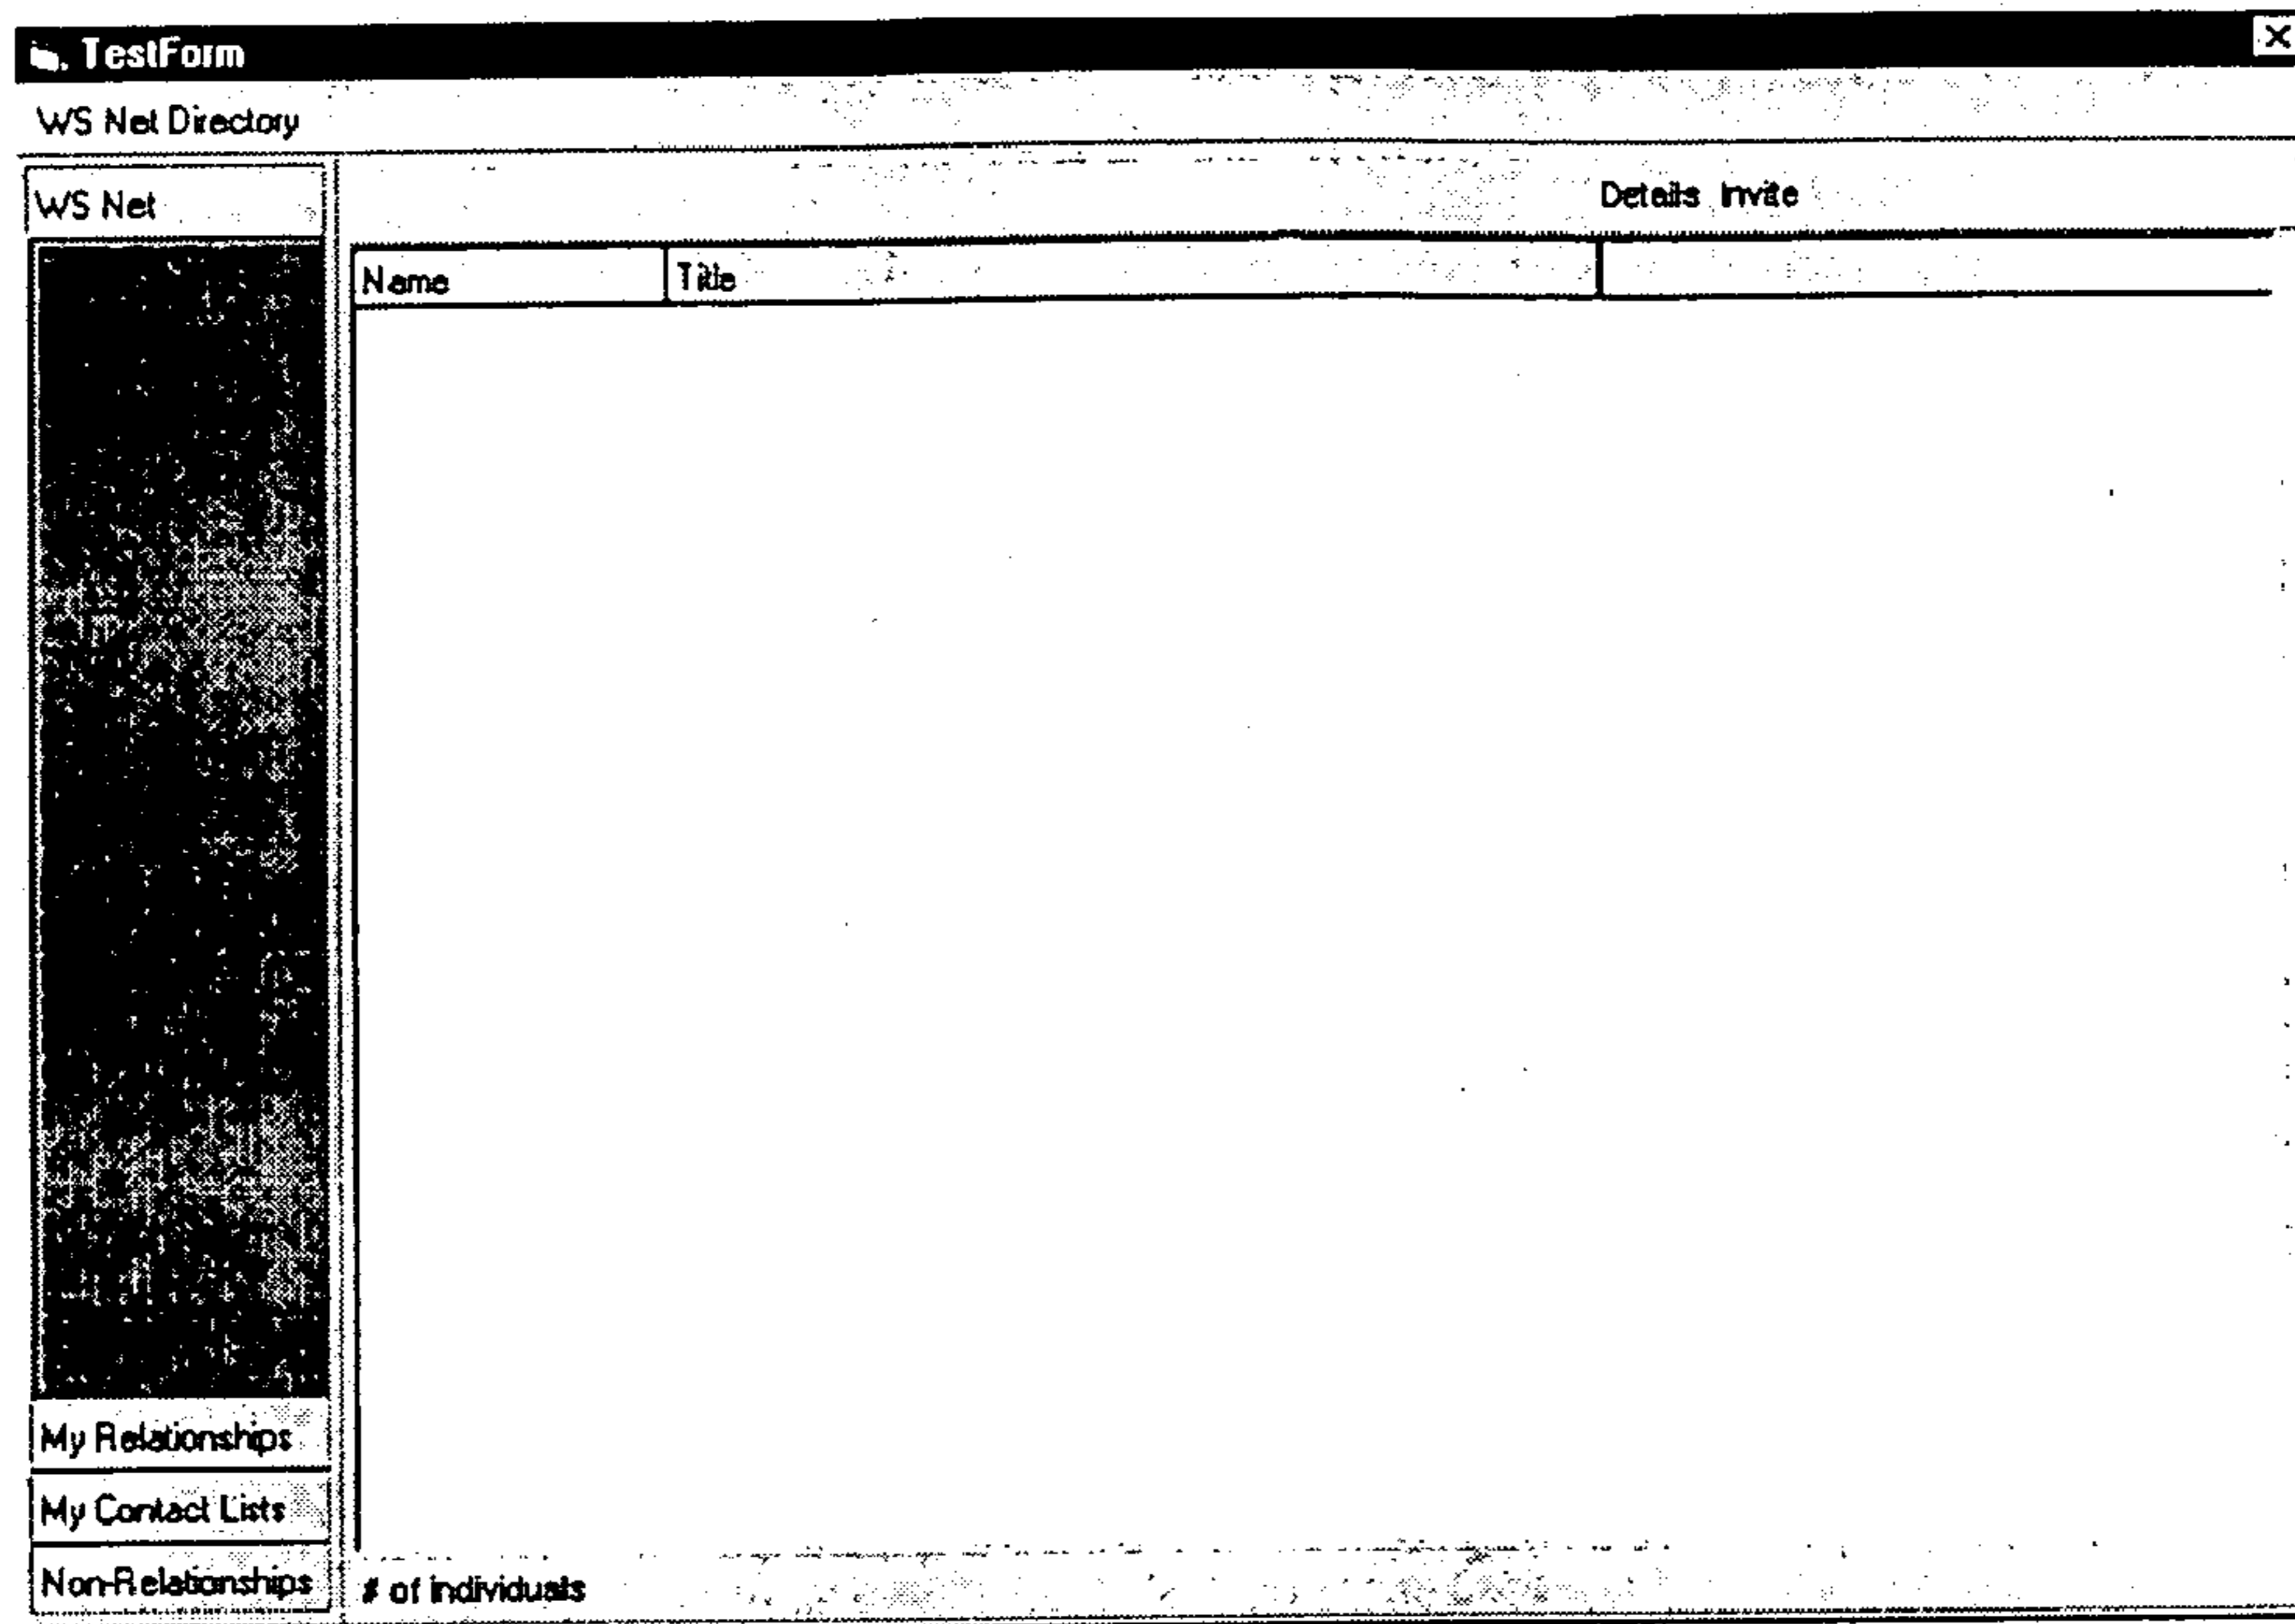 TestForm
WS Net Directory
WS Net
Details Invite
Name Title
My Relationships
My Contact Lists
Non-Relationships
# of individuals